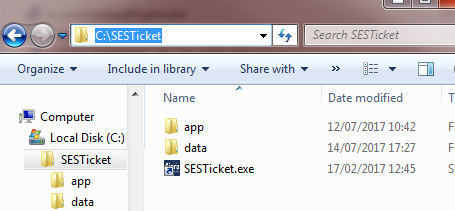 C:\SESTicket
Search SESTicket
Organize Include in library Share with »
Name Date modified
Computer
Local Disk (C:)
SESTicket
app
data
app 12/07/2017 10:42 F
data 14/07/2017 17:27 F
SESTicket.exe 17/02/2017 12:45 S